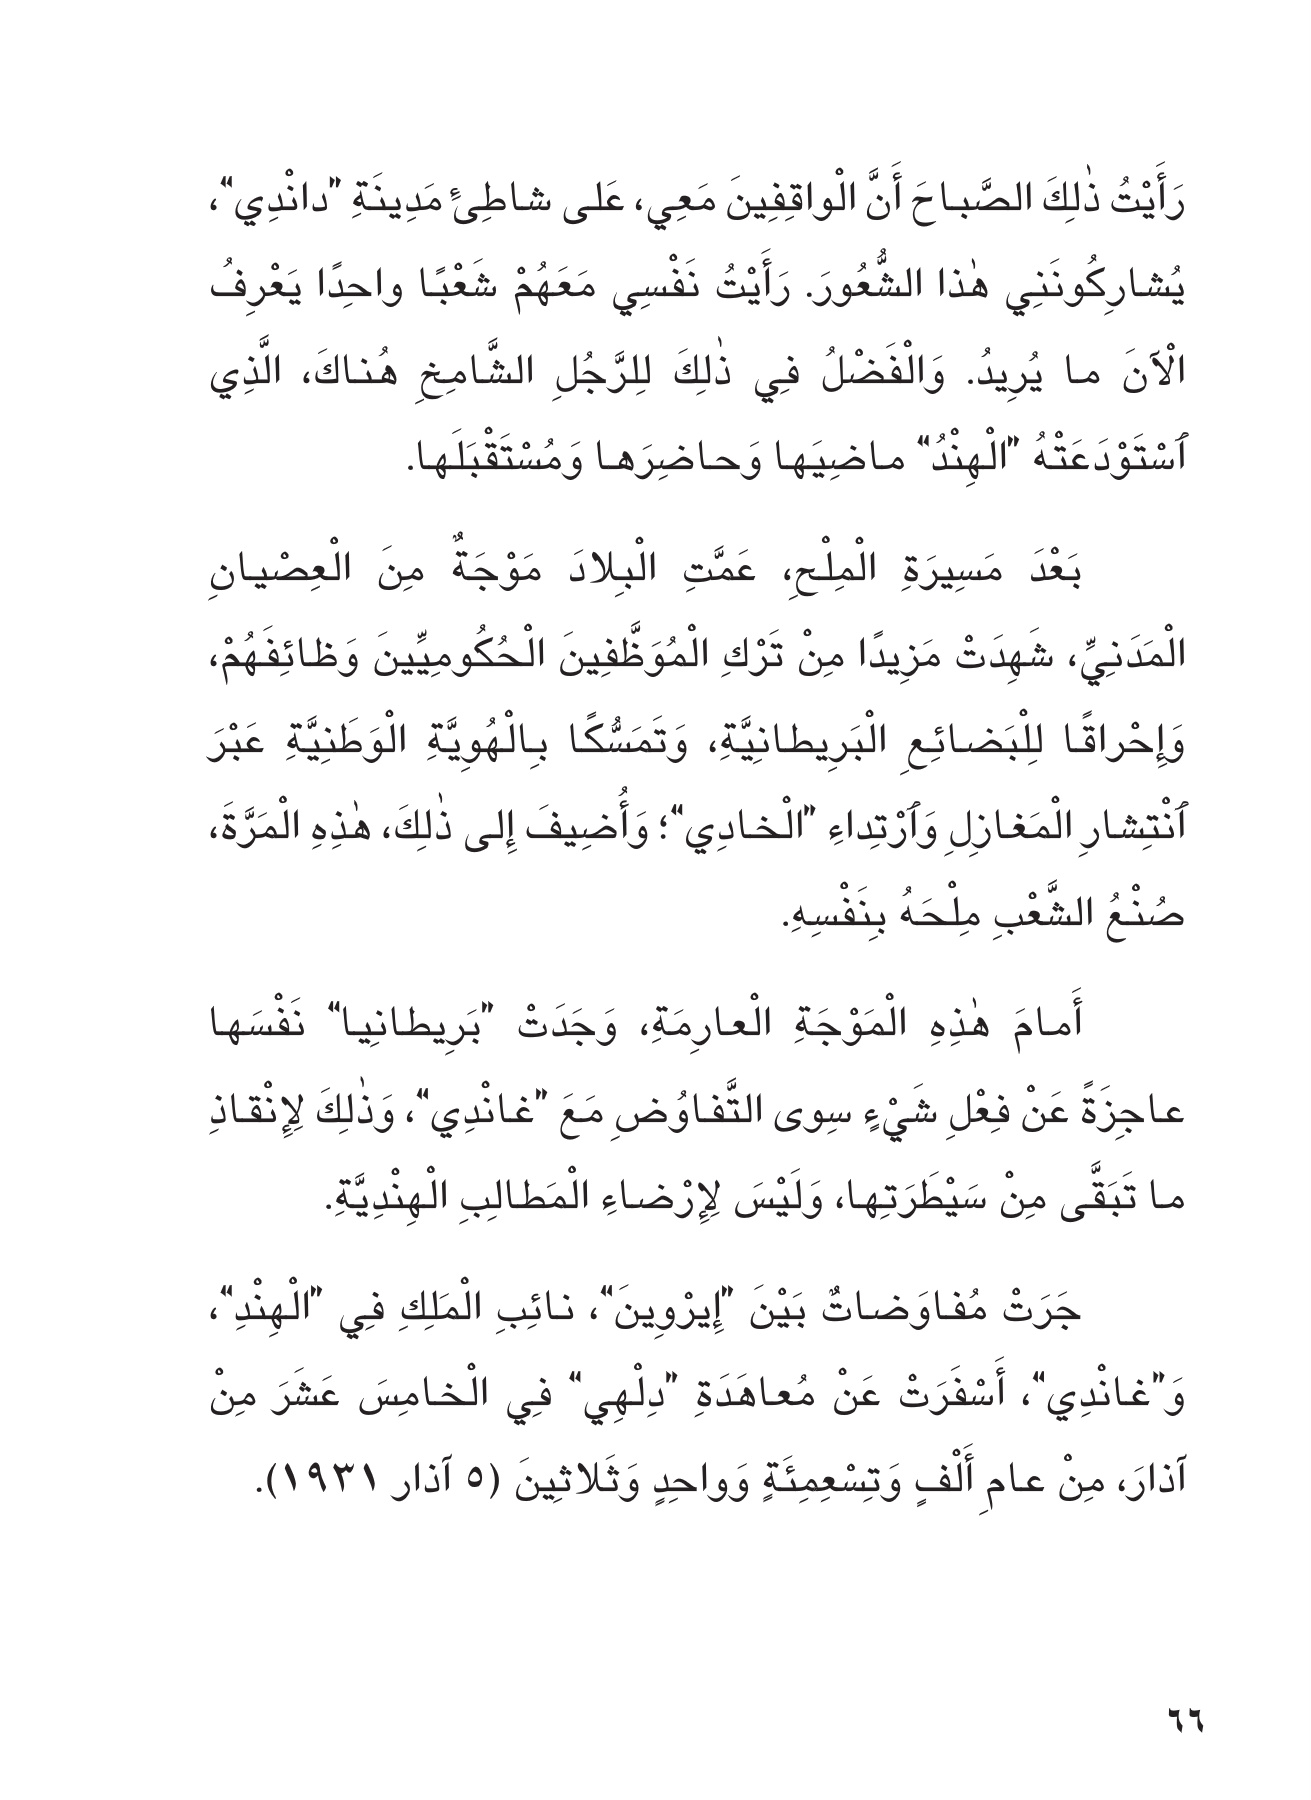 رَأَيْتُ ذٰلِكَ الصَّباحَ أَنَّ الْواقِفِينَ مَعِي، عَلى شاطِئِ مَدِينَةِ "دانْدِي"،
يُشارِكُونَنِي هٰذا الشُّعُورَ. رَأَيْتُ نَفْسِي مَعَهُمْ شَعْبًا واحِدًا يَعْرِفُ
الْآنَ ما يُرِيدُ. وَالْفَضْلُ فِي ذٰلِكَ لِلرَّجُلِ الشَّامِخِ هُناكَ، الَّذِي
ٱسْتَوْدَعَتْهُ "الْهِنْدُ" ماضِيَها وَحاضِرَها وَمُسْتَقْبَلَها.
بَعْدَ مَسِيرَةِ الْمِلْحِ، عَمَّتِ الْبِلادَ مَوْجَةٌ مِنَ الْعِصْيانِ
الْمَدَنِيِّ، شَهِدَتْ مَزِيدًا مِنْ تَرْكِ الْمُوَظَّفِينَ الْحُكُومِيِّينَ وَظائِفَهُمْ،
وَإِحْراقًا لِلْبَضائِعِ الْبَرِيطانِيَّةِ، وَتَمَسُّكًا بِالْهُوِيَّةِ الْوَطَنِيَّةِ عَبْرَ
ٱنْتِشارِ الْمَغازِلِ وَٱرْتِداءِ "الْخادِي"؛ وَأُضِيفَ إِلى ذٰلِكَ، هٰذِهِ الْمَرَّةَ،
صُنْعُ الشَّعْبِ مِلْحَهُ بِنَفْسِهِ.
أَمامَ هٰذِهِ الْمَوْجَةِ الْعارِمَةِ، وَجَدَتْ "بَرِيطانِيا" نَفْسَها
عاجِزَةً عَنْ فِعْلِ شَيْءٍ سِوى التَّفاوُضِ مَعَ "غانْدِي"، وَذٰلِكَ لِإِنْقاذِ
ما تَبَقَّى مِنْ سَيْطَرَتِها، وَلَيْسَ لِإِرْضاءِ الْمَطالِبِ الْهِنْدِيَّةِ.
جَرَتْ مُفاوَضاتٌ بَيْنَ "إِيرْوِينَ"، نائِبِ الْمَلِكِ فِي "الْهِنْدِ"،
وَ"غانْدِي"، أَسْفَرَتْ عَنْ مُعاهَدَةِ "دِلْهِي" فِي الْخامِسَ عَشَرَ مِنْ
آذارَ، مِنْ عامِ أَلْفٍ وَتِسْعِمِئَةٍ وَواحِدٍ وَثَلاثِينَ (٥ آذار ١٩٣١).
٦٦